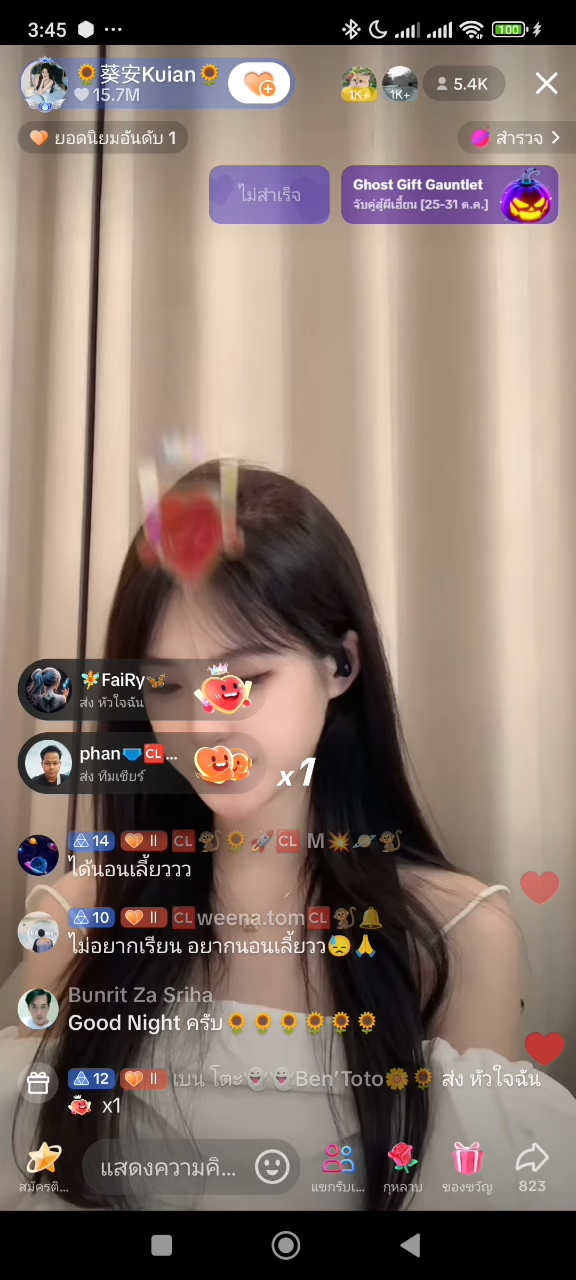 3:45
100
🌻葵安Kuian🌻
15.7M
1K+
1K+
5.4K
ยอดนิยมอันดับ 1
สำรวจ
ไม่สำเร็จ
Ghost Gift Gauntlet
จับคู่สู้ผีเฮี้ยน [25-31 ต.ค.]
🧚FaiRy🦋
ส่ง หัวใจฉัน
phan🩲🆑...
ส่ง ทีมเชียร์
x1
14 II 🆑🐒🌻🚀🆑M💥🪐🐒
ได้นอนเลี้ยววว
10 II 🆑weena.tom🆑🐒🔔
ไม่อยากเรียน อยากนอนเลี้ยวว😓🙏
Bunrit Za Sriha
Good Night ครับ🌻🌻🌻🌻🌻🌻
12 II เบน โตะ👻👻Ben'Toto🌼🌻 ส่ง หัวใจฉัน
x1
สมัครติ...
แสดงความคิ...
แขกรับเ...
กุหลาบ
ของขวัญ
823